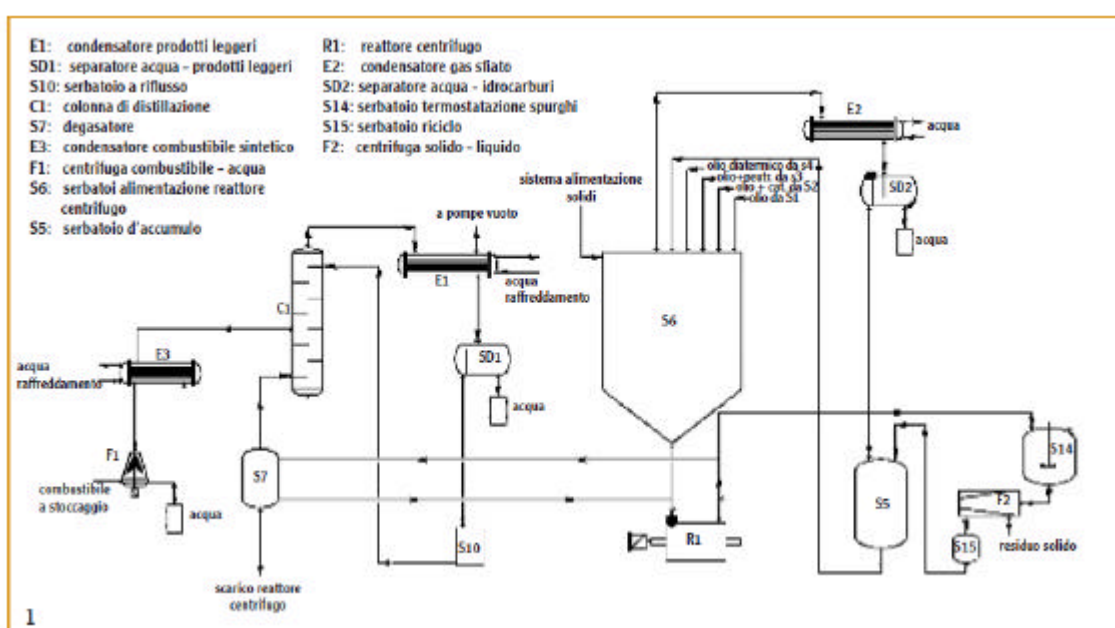 E1: condensatore prodotti leggeri
SD1: separatore acqua - prodotti leggeri
S10: serbatoio a riflusso
C1: colonna di distillazione
S7: degasatore
E3: condensatore combustibile sintetico
F1: centrifuga combustibile - acqua
S6: serbatoi alimentazione reattore
centrifugo
S5: serbatoio d'accumulo
R1: reattore centrifugo
E2: condensatore gas sfiato
SD2: separatore acqua - idrocarburi
S14: serbatoio termostatazione spurghi
S15: serbatoio riciclo
F2: centrifuga solido - liquido
E2
acqua
sistema alimentazione
solidi
olio diatermico da s4
olio+neutr. da s3
olio + cat. da S2
olio da S1
SD2
acqua
a pompe vuoto
E1
acqua
raffreddamento
C1
S6
E3
acqua
raffreddamento
SD1
acqua
F1
S7
combustibile
a stoccaggio
acqua
S10
R1
S5
S14
F2
S15
residuo solido
scarico reattore
centrifugo
1